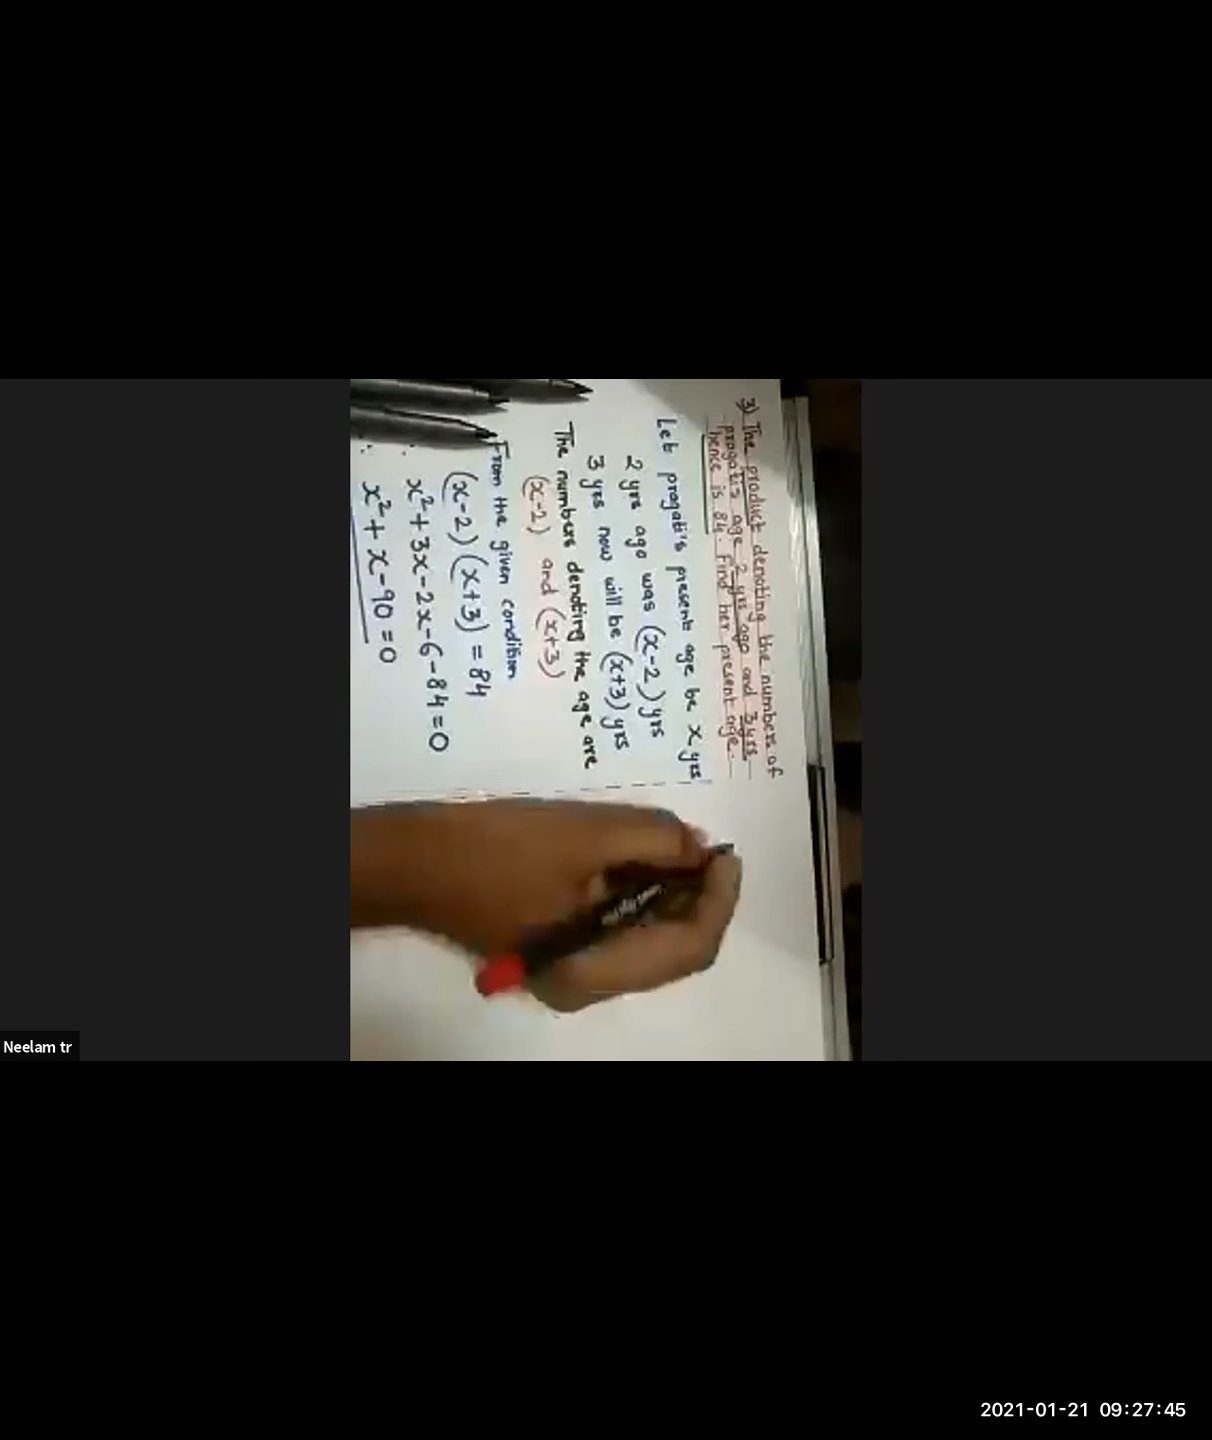 3) The product denoting the numbers of
pragati's age 2 yrs ago and 3 yrs
hence is 84. Find her present age.
Let pragati's present age be x yrs
2 yrs ago was (x-2) yrs
3 yrs now will be (x+3) yrs
The numbers denoting the age are
(x-2) and (x+3)
From the given condition
(x-2) (x+3) = 84
∴ x²+3x-2x-6-84=0
∴ x²+x-90=0
Neelam tr
2021-01-21 09:27:45